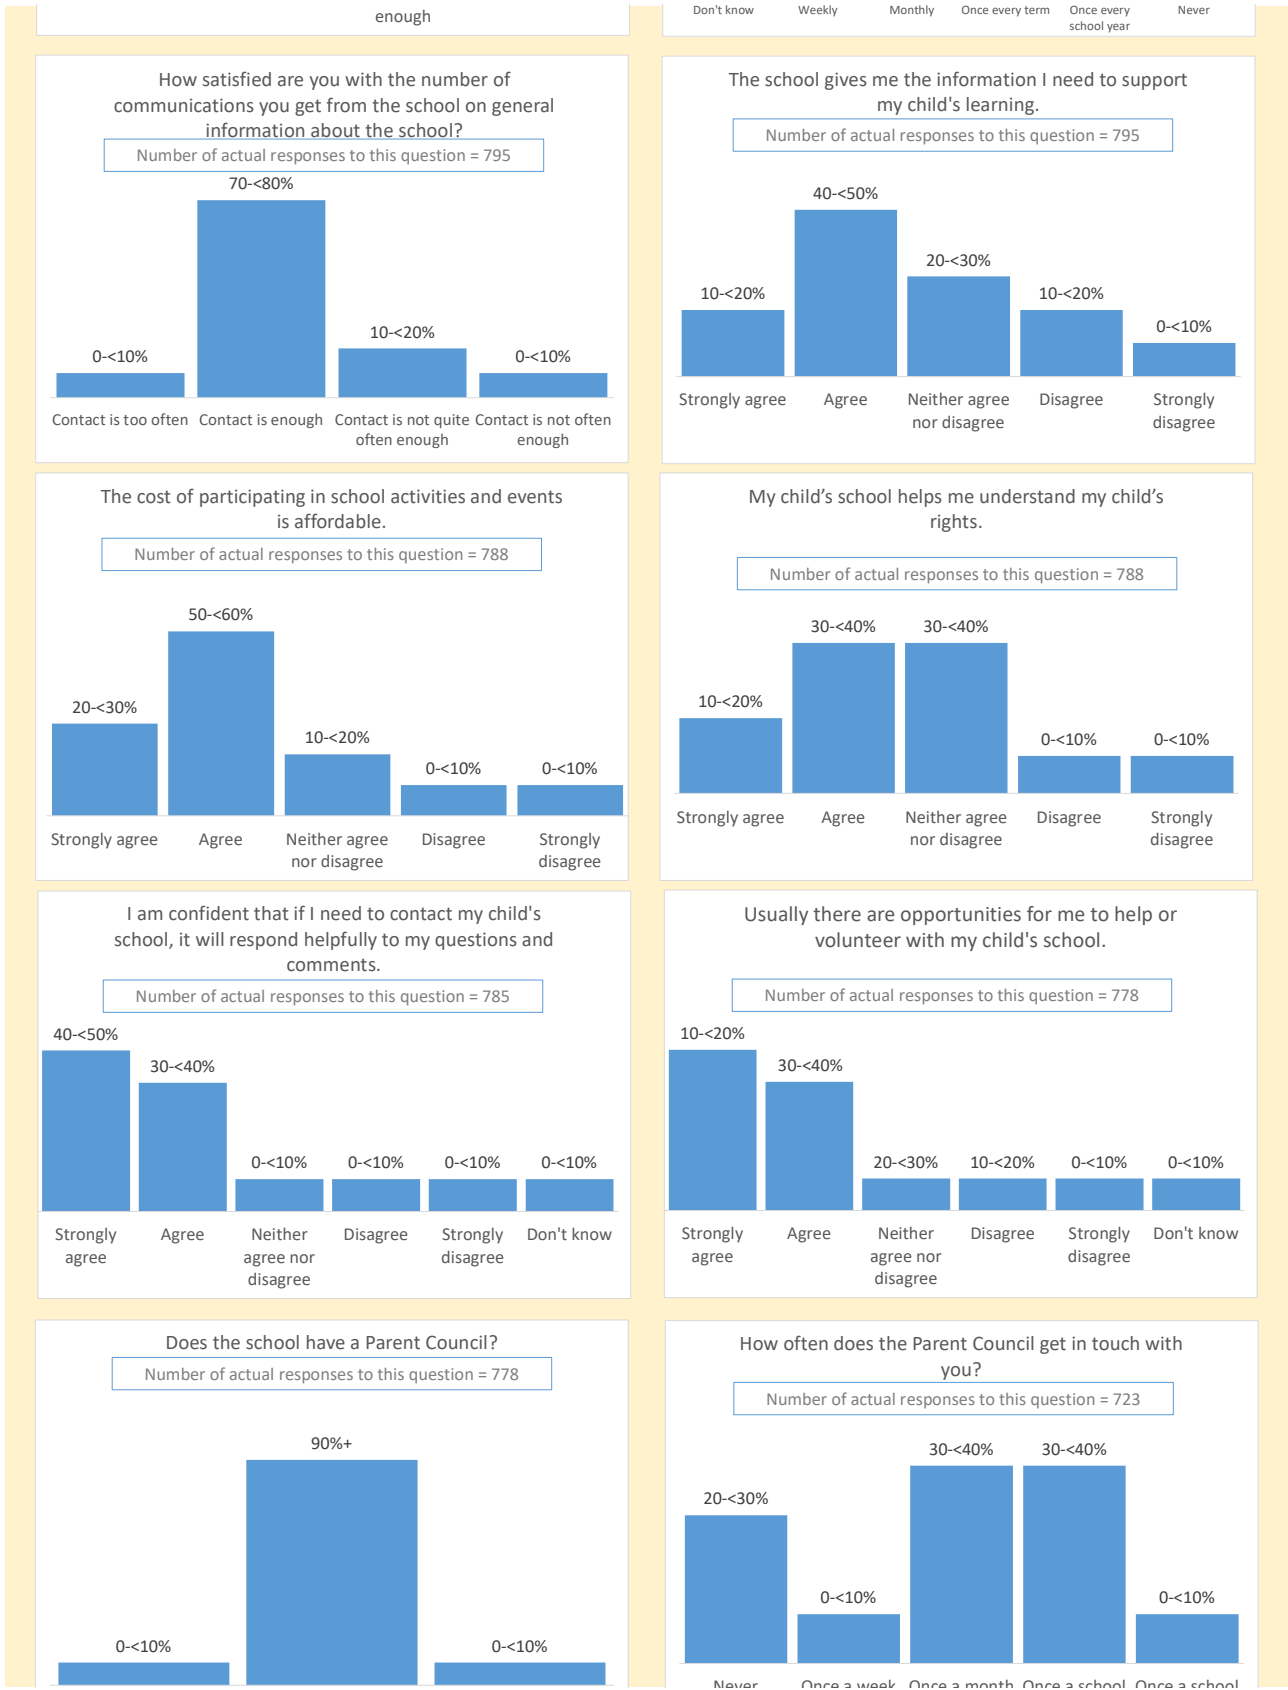 enough
Don't know Weekly Monthly Once every term Once every
school year Never
How satisfied are you with the number of
communications you get from the school on general
information about the school?
Number of actual responses to this question = 795
70-<80%
10-<20%
0-<10% 0-<10%
Contact is too often Contact is enough Contact is not quite
often enough Contact is not often
enough
The school gives me the information I need to support
my child's learning.
Number of actual responses to this question = 795
40-<50%
20-<30%
10-<20% 10-<20%
0-<10%
Strongly agree Agree Neither agree
nor disagree Disagree Strongly
disagree
The cost of participating in school activities and events
is affordable.
Number of actual responses to this question = 788
50-<60%
20-<30%
10-<20%
0-<10% 0-<10%
Strongly agree Agree Neither agree
nor disagree Disagree Strongly
disagree
My child’s school helps me understand my child’s
rights.
Number of actual responses to this question = 788
30-<40% 30-<40%
10-<20%
0-<10% 0-<10%
Strongly agree Agree Neither agree
nor disagree Disagree Strongly
disagree
I am confident that if I need to contact my child's
school, it will respond helpfully to my questions and
comments.
Number of actual responses to this question = 785
40-<50%
30-<40%
0-<10% 0-<10% 0-<10% 0-<10%
Strongly
agree Agree Neither
agree nor
disagree Disagree Strongly
disagree Don't know
Usually there are opportunities for me to help or
volunteer with my child's school.
Number of actual responses to this question = 778
10-<20%
30-<40%
20-<30% 10-<20% 0-<10% 0-<10%
Strongly
agree Agree Neither
agree nor
disagree Disagree Strongly
disagree Don't know
Does the school have a Parent Council?
Number of actual responses to this question = 778
90%+
0-<10% 0-<10%
How often does the Parent Council get in touch with
you?
Number of actual responses to this question = 723
30-<40% 30-<40%
20-<30%
0-<10% 0-<10%
Never Once a week Once a month Once a school Once a school